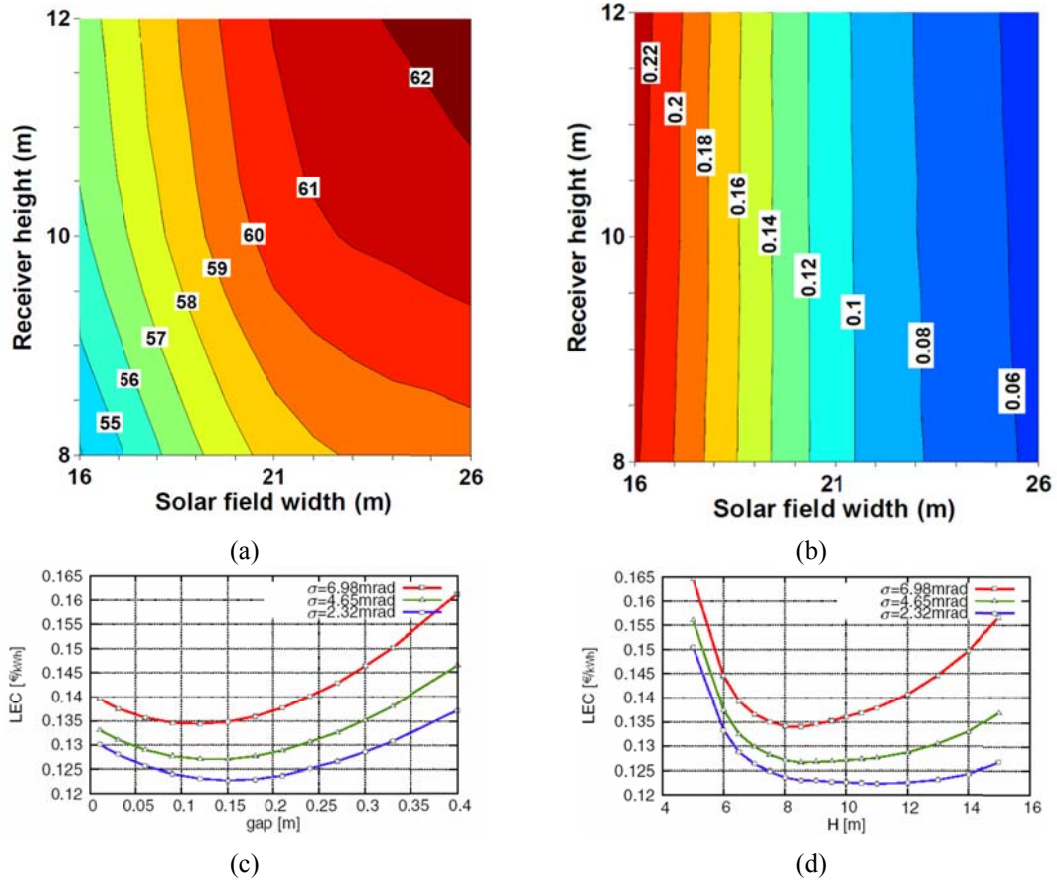 12
10
8
Receiver height (m)
62
61
60
59
58
57
56
55
16
21
26
Solar field width (m)
(a)
12
10
8
Receiver height (m)
0.22
0.2
0.18
0.16
0.14
0.12
0.1
0.08
0.06
16
21
26
Solar field width (m)
(b)
0.165
0.16
0.155
0.15
0.145
0.14
0.135
0.13
0.125
0.12
LEC [€/kWh]
σ=6.98mrad
σ=4.65mrad
σ=2.32mrad
0 0.05 0.1 0.15 0.2 0.25 0.3 0.35 0.4
gap [m]
(c)
0.165
0.16
0.155
0.15
0.145
0.14
0.135
0.13
0.125
0.12
LEC [€/kWh]
σ=6.98mrad
σ=4.65mrad
σ=2.32mrad
4 6 8 10 12 14 16
H [m]
(d)